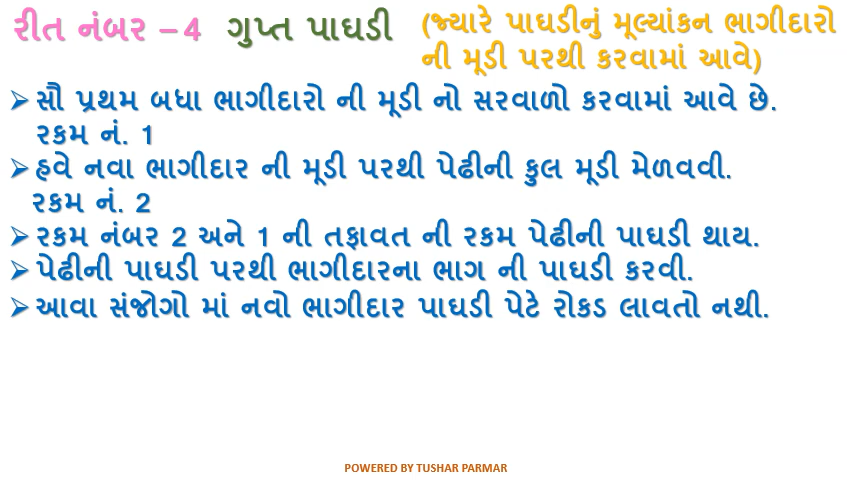 રીત નંબર – 4 ગુપ્ત પાઘડી (જ્યારે પાઘડીનું મૂલ્યાંકન ભાગીદારો
ની મૂડી પરથી કરવામાં આવે)
➢ સૌ પ્રથમ બધા ભાગીદારો ની મૂડી નો સરવાળો કરવામાં આવે છે.
રકમ નં. 1
➢ હવે નવા ભાગીદાર ની મૂડી પરથી પેઢીની કુલ મૂડી મેળવવી.
રકમ નં. 2
➢ રકમ નંબર 2 અને 1 ની તફાવત ની રકમ પેઢીની પાઘડી થાય.
➢ પેઢીની પાઘડી પરથી ભાગીદારના ભાગ ની પાઘડી કરવી.
➢ આવા સંજોગો માં નવો ભાગીદાર પાઘડી પેટે રોકડ લાવતો નથી.
POWERED BY TUSHAR PARMAR